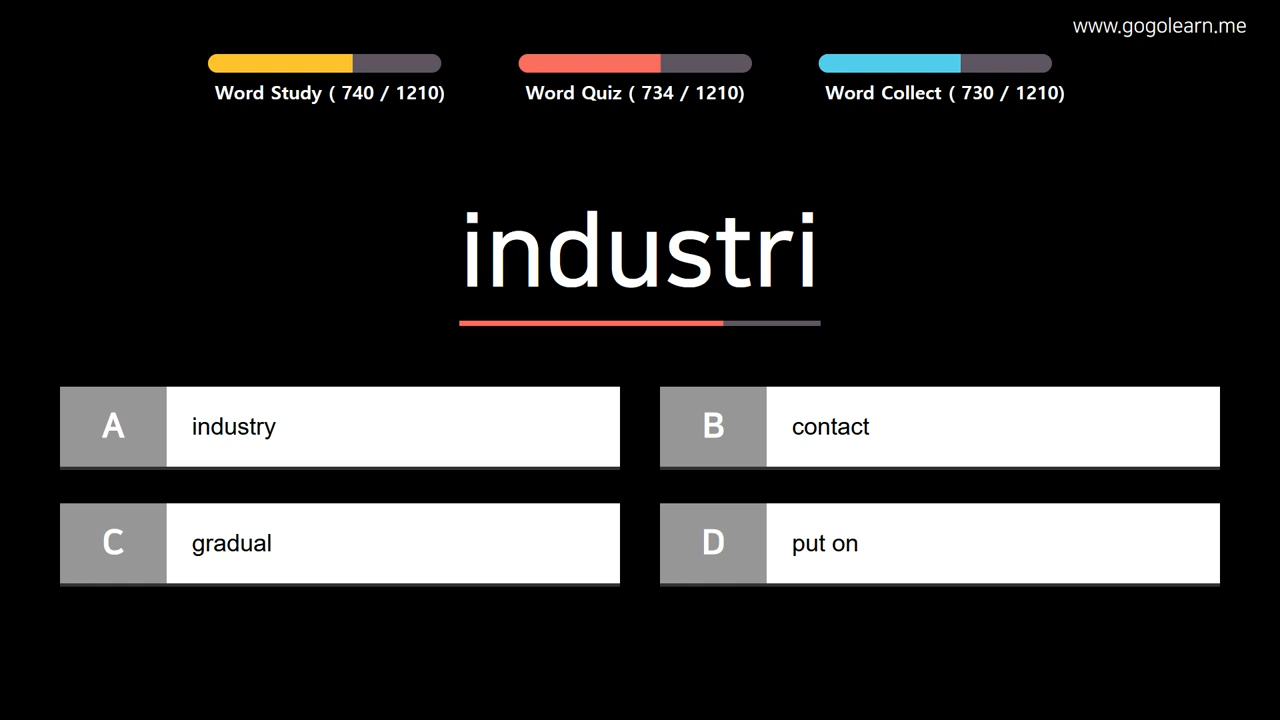 www.gogolearn.me
Word Study ( 740 / 1210)
Word Quiz ( 734 / 1210)
Word Collect ( 730 / 1210)
industri
A industry
B contact
C gradual
D put on